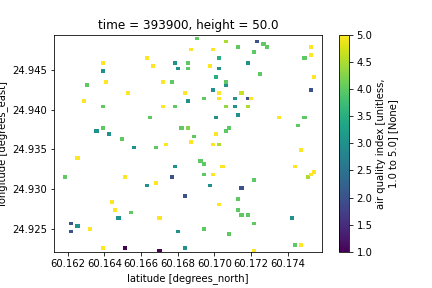 time = 393900, height = 50.0
24.945
24.940
24.935
24.930
24.925
longitude [degrees_east]
60.162 60.164 60.166 60.168 60.170 60.172 60.174
latitude [degrees_north]
5.0
4.5
4.0
3.5
3.0
2.5
2.0
1.5
1.0
air quality index [unitless,
1.0 to 5.0] [None]